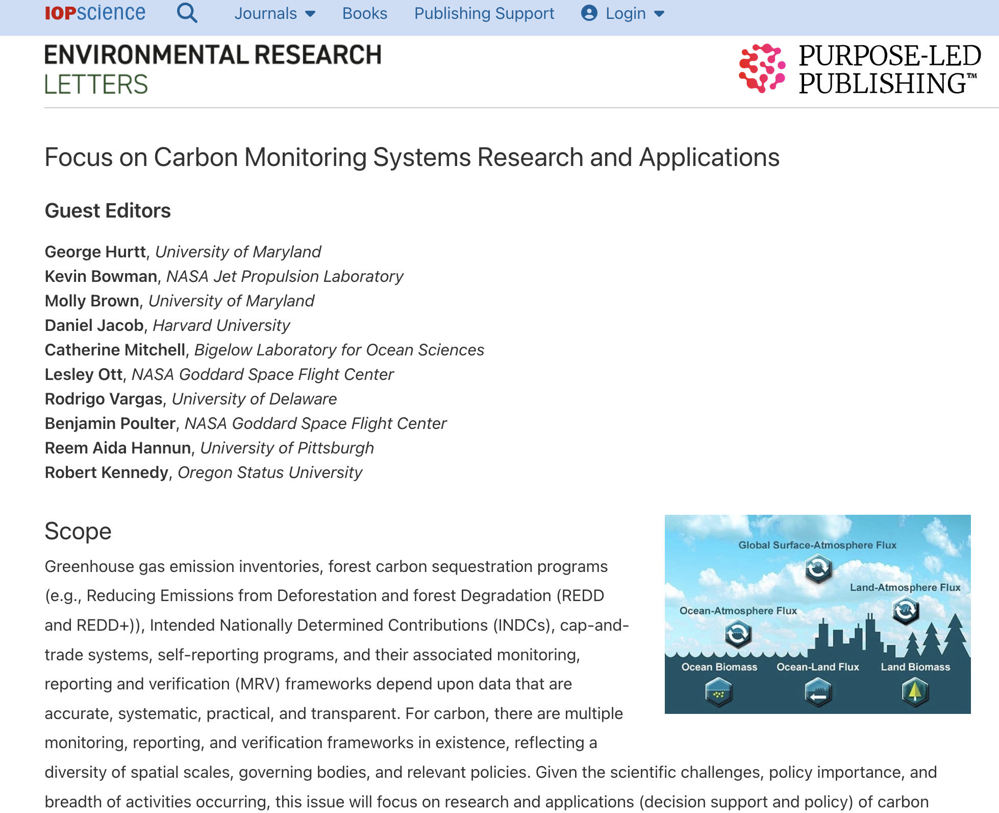 IOPscience Journals Books Publishing Support Login
ENVIRONMENTAL RESEARCH
LETTERS
PURPOSE-LED
PUBLISHING™
Focus on Carbon Monitoring Systems Research and Applications
Guest Editors
George Hurtt, University of Maryland
Kevin Bowman, NASA Jet Propulsion Laboratory
Molly Brown, University of Maryland
Daniel Jacob, Harvard University
Catherine Mitchell, Bigelow Laboratory for Ocean Sciences
Lesley Ott, NASA Goddard Space Flight Center
Rodrigo Vargas, University of Delaware
Benjamin Poulter, NASA Goddard Space Flight Center
Reem Aida Hannun, University of Pittsburgh
Robert Kennedy, Oregon Status University
Scope
Greenhouse gas emission inventories, forest carbon sequestration programs
(e.g., Reducing Emissions from Deforestation and forest Degradation (REDD
and REDD+)), Intended Nationally Determined Contributions (INDCs), cap-and-
trade systems, self-reporting programs, and their associated monitoring,
reporting and verification (MRV) frameworks depend upon data that are
accurate, systematic, practical, and transparent. For carbon, there are multiple
monitoring, reporting, and verification frameworks in existence, reflecting a
diversity of spatial scales, governing bodies, and relevant policies. Given the scientific challenges, policy importance, and
breadth of activities occurring, this issue will focus on research and applications (decision support and policy) of carbon
Global Surface-Atmosphere Flux
Land-Atmosphere Flux
Ocean-Atmosphere Flux
Ocean Biomass Ocean-Land Flux Land Biomass